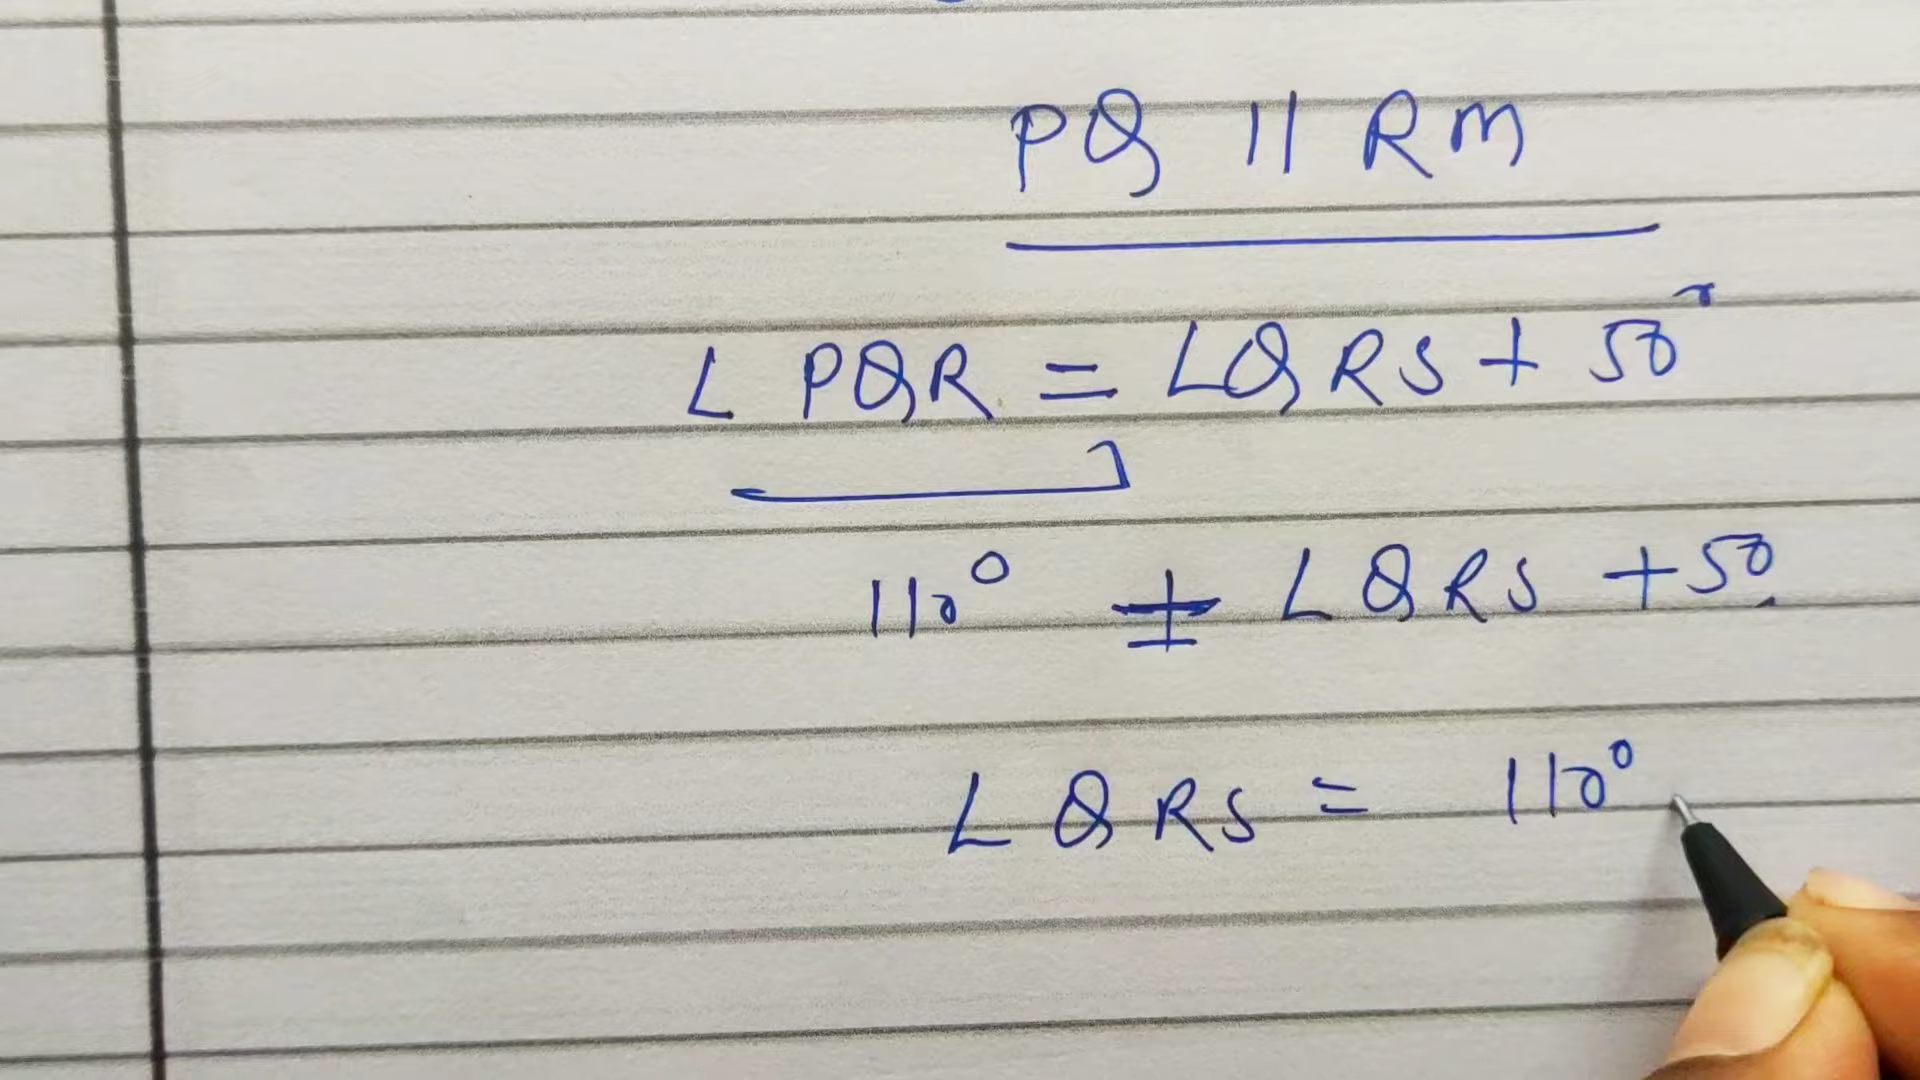 PQ || RM
∠ PQR = ∠QRS + 50°
110° = ∠QRS + 50
∠QRS = 110°